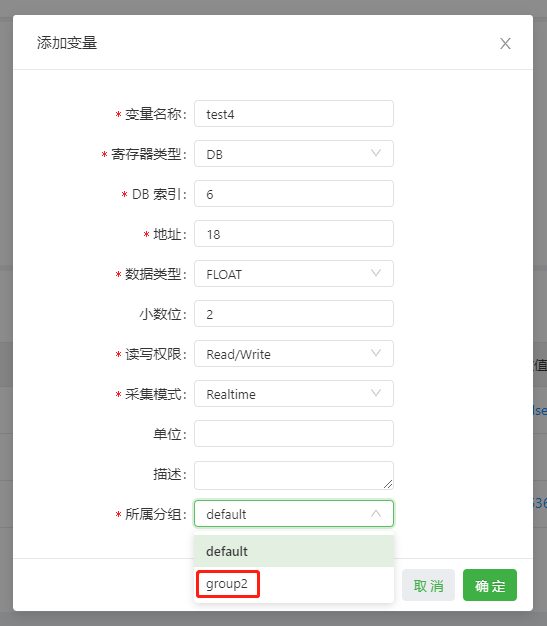 添加变量
* 变量名称: test4
* 寄存器类型: DB
* DB 索引: 6
* 地址: 18
* 数据类型: FLOAT
小数位: 2
* 读写权限: Read/Write
* 采集模式: Realtime
单位:
描述:
* 所属分组: default
default
group2
取 消 确 定
值